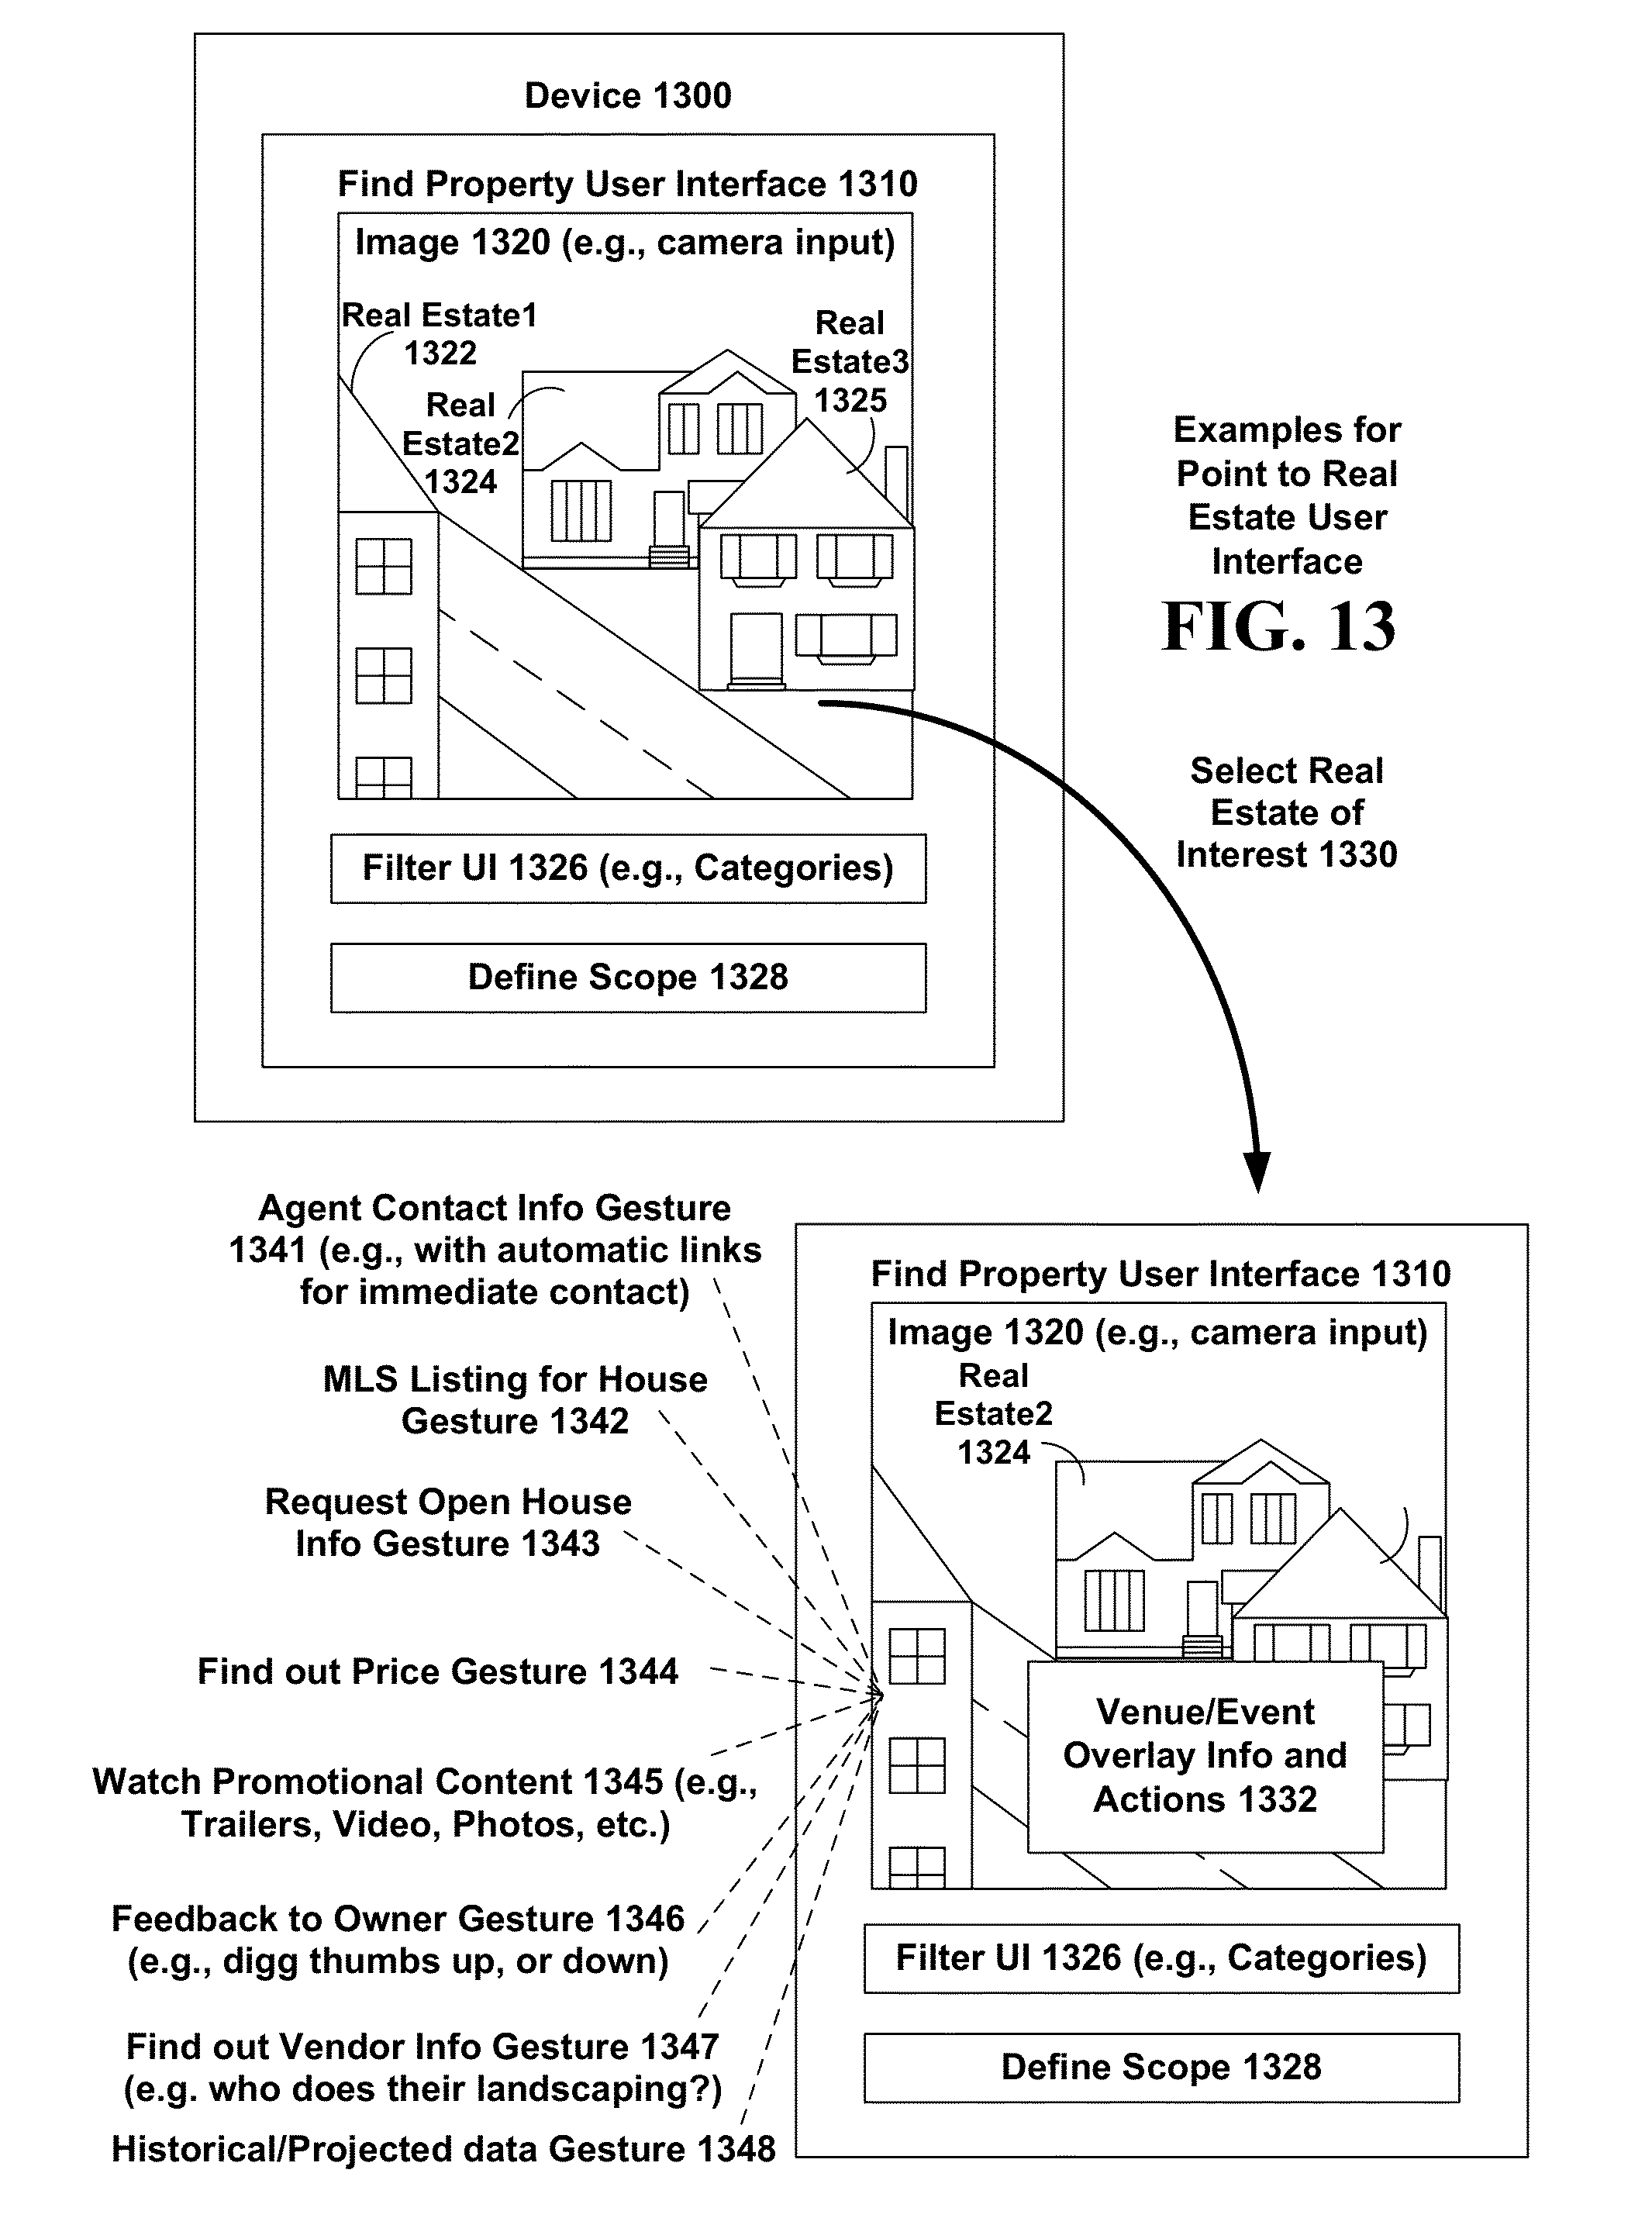 Device 1300
Find Property User Interface 1310
Image 1320 (e.g., camera input)
Real Estate1
1322
Real
Estate2
1324
Real
Estate3
1325
Filter UI 1326 (e.g., Categories)
Define Scope 1328
Examples for
Point to Real
Estate User
Interface
FIG. 13
Select Real
Estate of
Interest 1330
Agent Contact Info Gesture
1341 (e.g., with automatic links
for immediate contact)
MLS Listing for House
Gesture 1342
Request Open House
Info Gesture 1343
Find out Price Gesture 1344
Watch Promotional Content 1345 (e.g.,
Trailers, Video, Photos, etc.)
Feedback to Owner Gesture 1346
(e.g., digg thumbs up, or down)
Find out Vendor Info Gesture 1347
(e.g. who does their landscaping?)
Historical/Projected data Gesture 1348
Find Property User Interface 1310
Image 1320 (e.g., camera input)
Real
Estate2
1324
Venue/Event
Overlay Info and
Actions 1332
Filter UI 1326 (e.g., Categories)
Define Scope 1328